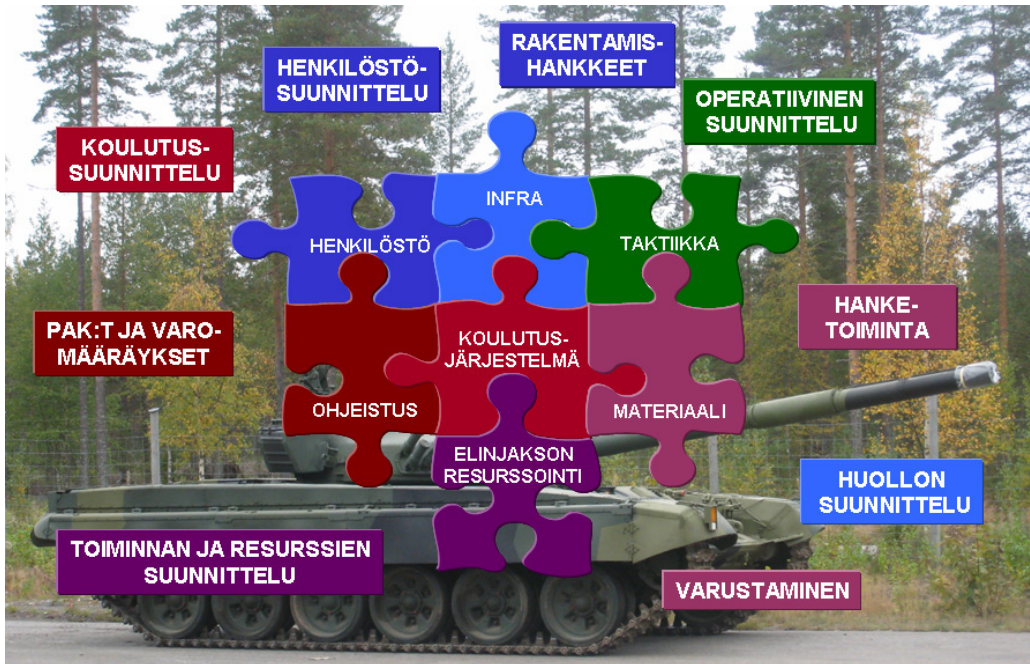 RAKENTAMIS-
HANKKEET
HENKILÖSTÖ-
SUUNNITTELU
OPERATIIVINEN
SUUNNITTELU
KOULUTUS-
SUUNNITTELU
INFRA
HENKILÖSTÖ
TAKTIIKKA
HANKE-
TOIMINTA
PAK:T JA VARO-
MÄÄRÄYKSET
KOULUTUS-
JÄRJESTELMÄ
OHJEISTUS
MATERIAALI
ELINJAKSON
RESURSSOINTI
HUOLLON
SUUNNITTELU
TOIMINNAN JA RESURSSIEN
SUUNNITTELU
VARUSTAMINEN